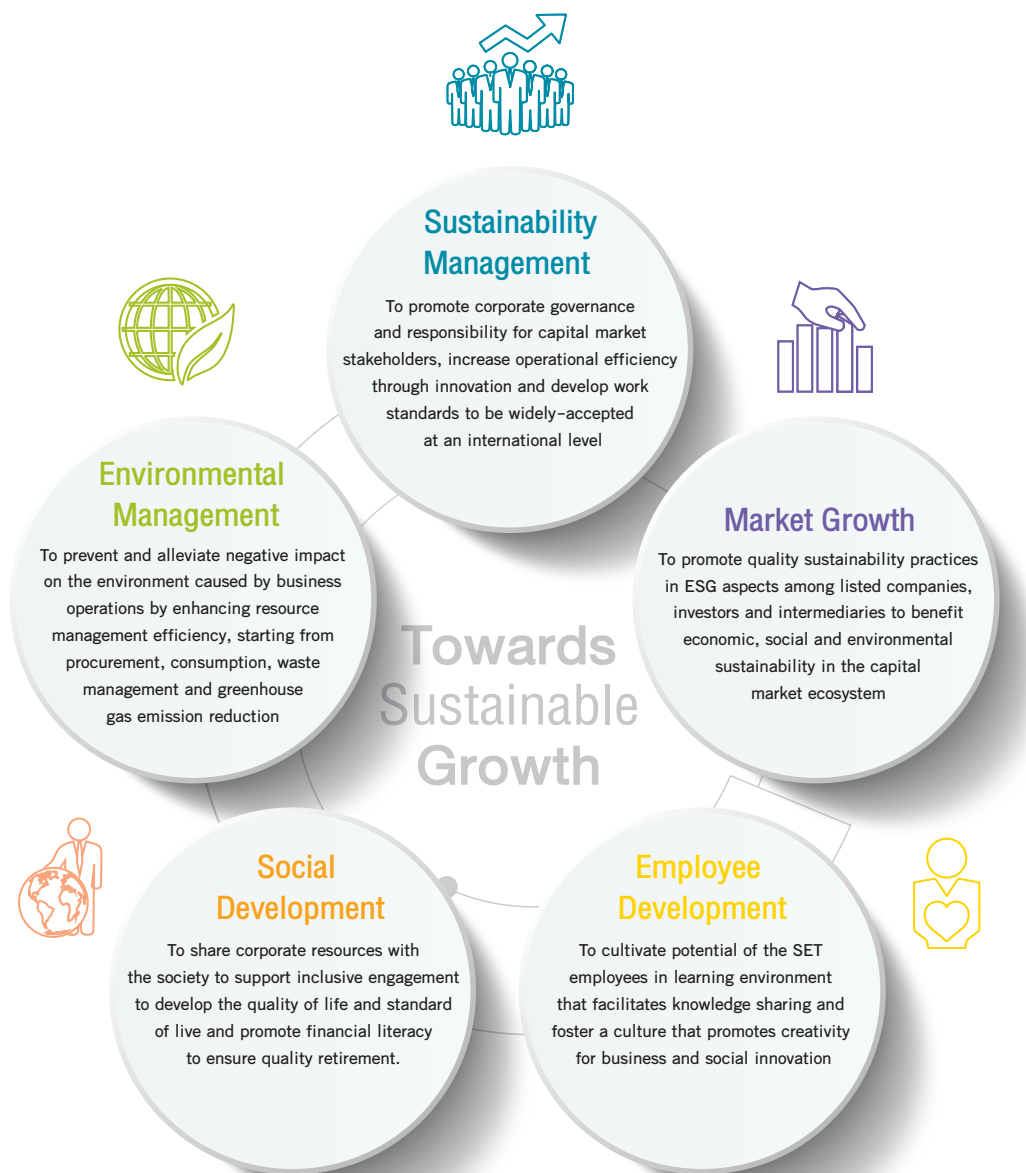 Sustainability
Management
To promote corporate governance
and responsibility for capital market
stakeholders, increase operational efficiency
through innovation and develop work
standards to be widely-accepted
at an international level
Environmental
Management
To prevent and alleviate negative impact
on the environment caused by business
operations by enhancing resource
management efficiency, starting from
procurement, consumption, waste
management and greenhouse
gas emission reduction
Market Growth
To promote quality sustainability practices
in ESG aspects among listed companies,
investors and intermediaries to benefit
economic, social and environmental
sustainability in the capital
market ecosystem
Towards
Sustainable
Growth
Social
Development
To share corporate resources with
the society to support inclusive engagement
to develop the quality of life and standard
of live and promote financial literacy
to ensure quality retirement.
Employee
Development
To cultivate potential of the SET
employees in learning environment
that facilitates knowledge sharing and
foster a culture that promotes creativity
for business and social innovation